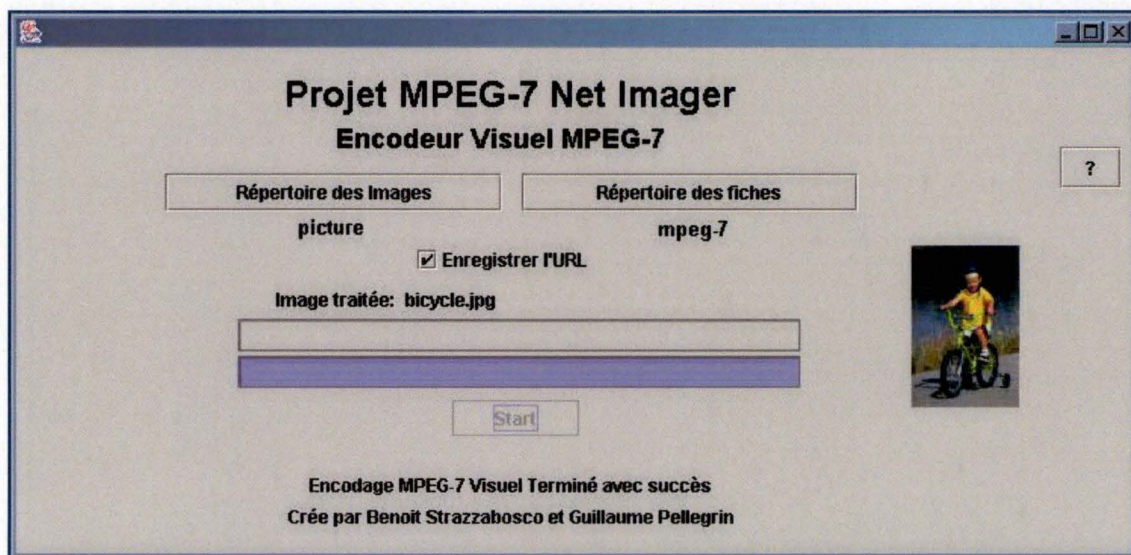 Projet MPEG-7 Net Imager
Encodeur Visuel MPEG-7
?
Répertoire des Images
Répertoire des fiches
picture
mpeg-7
✔ Enregistrer l'URL
Image traitée: bicycle.jpg
Start
Encodage MPEG-7 Visuel Terminé avec succès
Crée par Benoit Strazzabosco et Guillaume Pellegrin